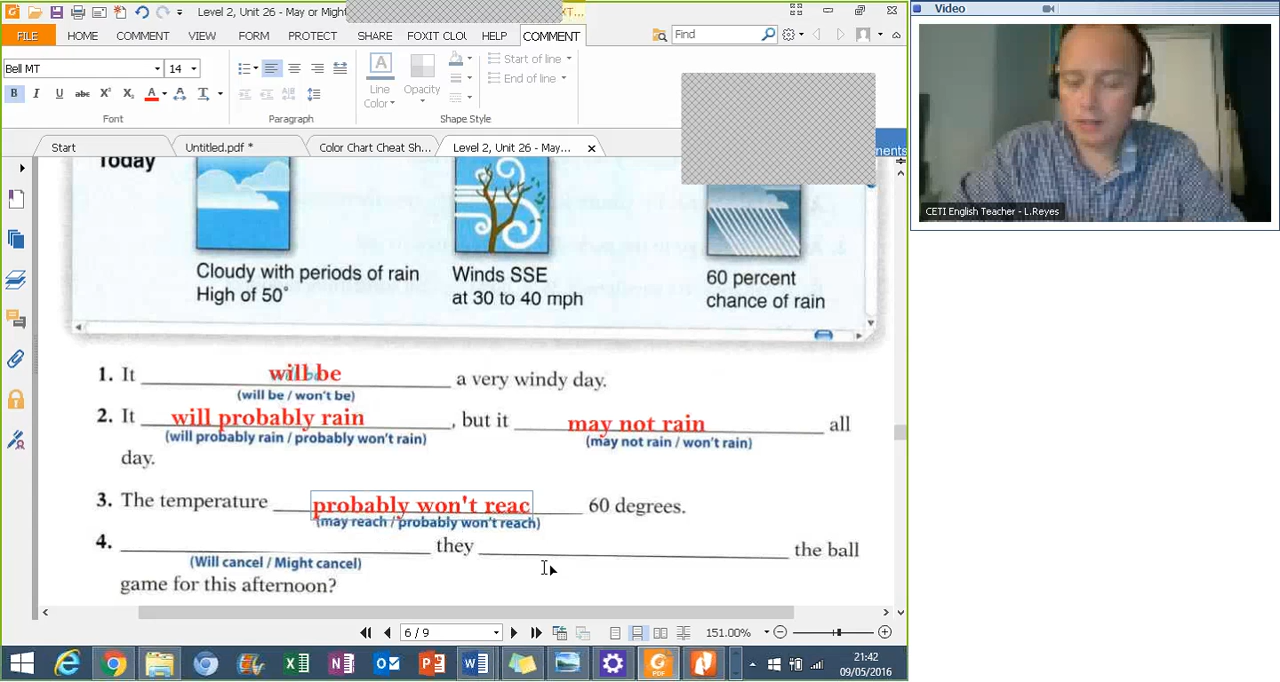 Level 2, Unit 26 - May or Migh
T...
Video
FILE
HOME
COMMENT
VIEW
FORM
PROTECT
SHARE
FOXIT CLOU
HELP
COMMENT
Find
Bell MT
14
Start of line
End of line
Line Color
Opacity
Font
Paragraph
Shape Style
Start
Untitled.pdf *
Color Chart Cheat Sh...
Level 2, Unit 26 - May...
Today
Cloudy with periods of rain
High of 50°
Winds SSE
at 30 to 40 mph
60 percent
chance of rain
1. It will be a very windy day.
(will be / won't be)
2. It will probably rain, but it may not rain all
(will probably rain / probably won't rain) (may not rain / won't rain)
day.
3. The temperature probably won't reac 60 degrees.
(may reach / probably won't reach)
4. they the ball
(Will cancel / Might cancel)
game for this afternoon?
CETI English Teacher - L.Reyes
6 / 9
151.00%
21:42
09/05/2016